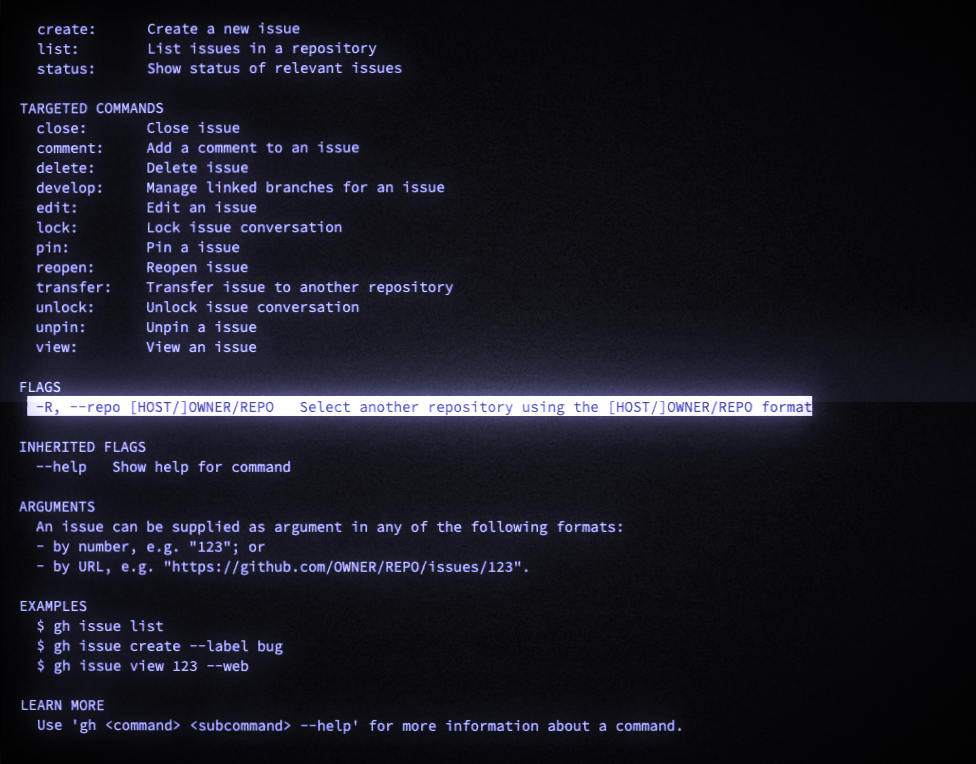 create: Create a new issue
list: List issues in a repository
status: Show status of relevant issues
TARGETED COMMANDS
close: Close issue
comment: Add a comment to an issue
delete: Delete issue
develop: Manage linked branches for an issue
edit: Edit an issue
lock: Lock issue conversation
pin: Pin a issue
reopen: Reopen issue
transfer: Transfer issue to another repository
unlock: Unlock issue conversation
unpin: Unpin a issue
view: View an issue
FLAGS
-R, --repo [HOST/]OWNER/REPO Select another repository using the [HOST/]OWNER/REPO format
INHERITED FLAGS
--help Show help for command
ARGUMENTS
An issue can be supplied as argument in any of the following formats:
- by number, e.g. "123"; or
- by URL, e.g. "https://github.com/OWNER/REPO/issues/123".
EXAMPLES
$ gh issue list
$ gh issue create --label bug
$ gh issue view 123 --web
LEARN MORE
Use 'gh <command> <subcommand> --help' for more information about a command.